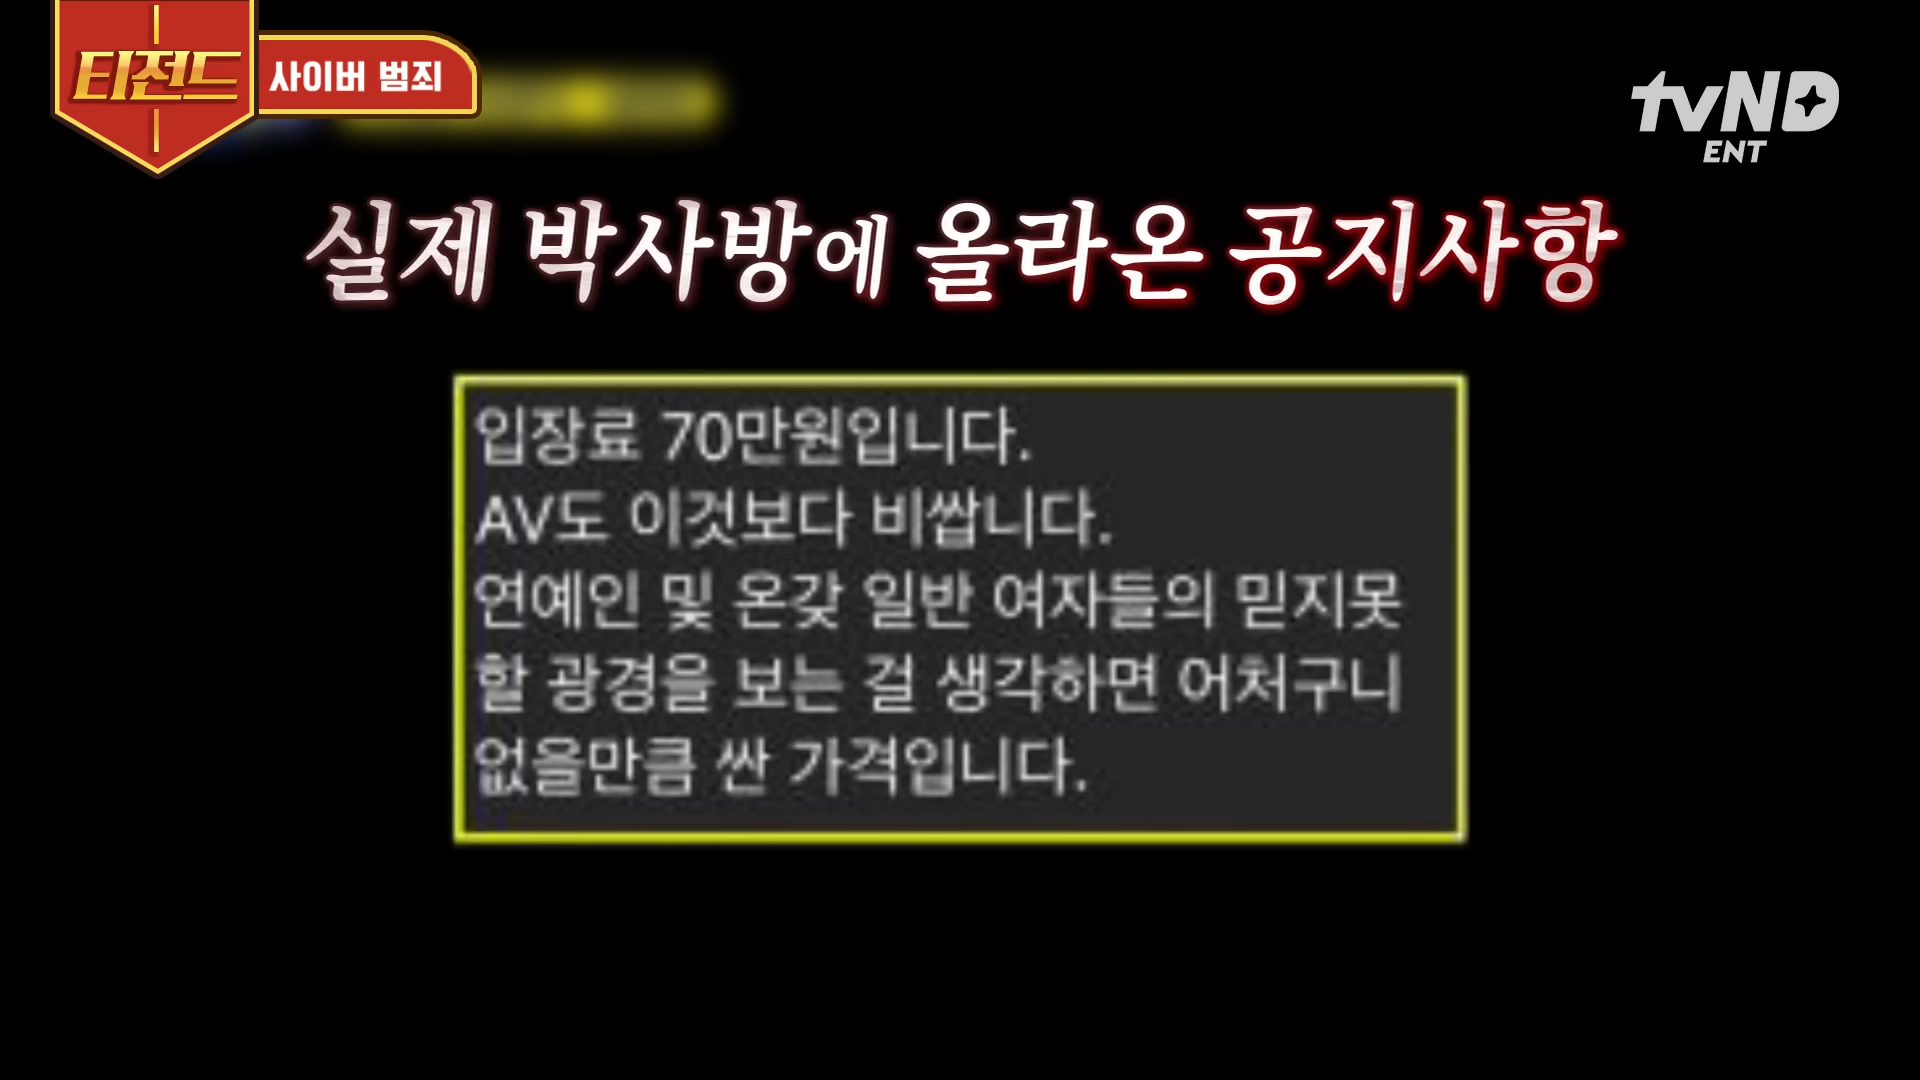 티전드
사이버 범죄
tvND
ENT
실제 박사방에 올라온 공지사항
입장료 70만원입니다.
AV도 이것보다 비쌉니다.
연예인 및 온갖 일반 여자들의 믿지못
할 광경을 보는 걸 생각하면 어처구니
없을만큼 싼 가격입니다.